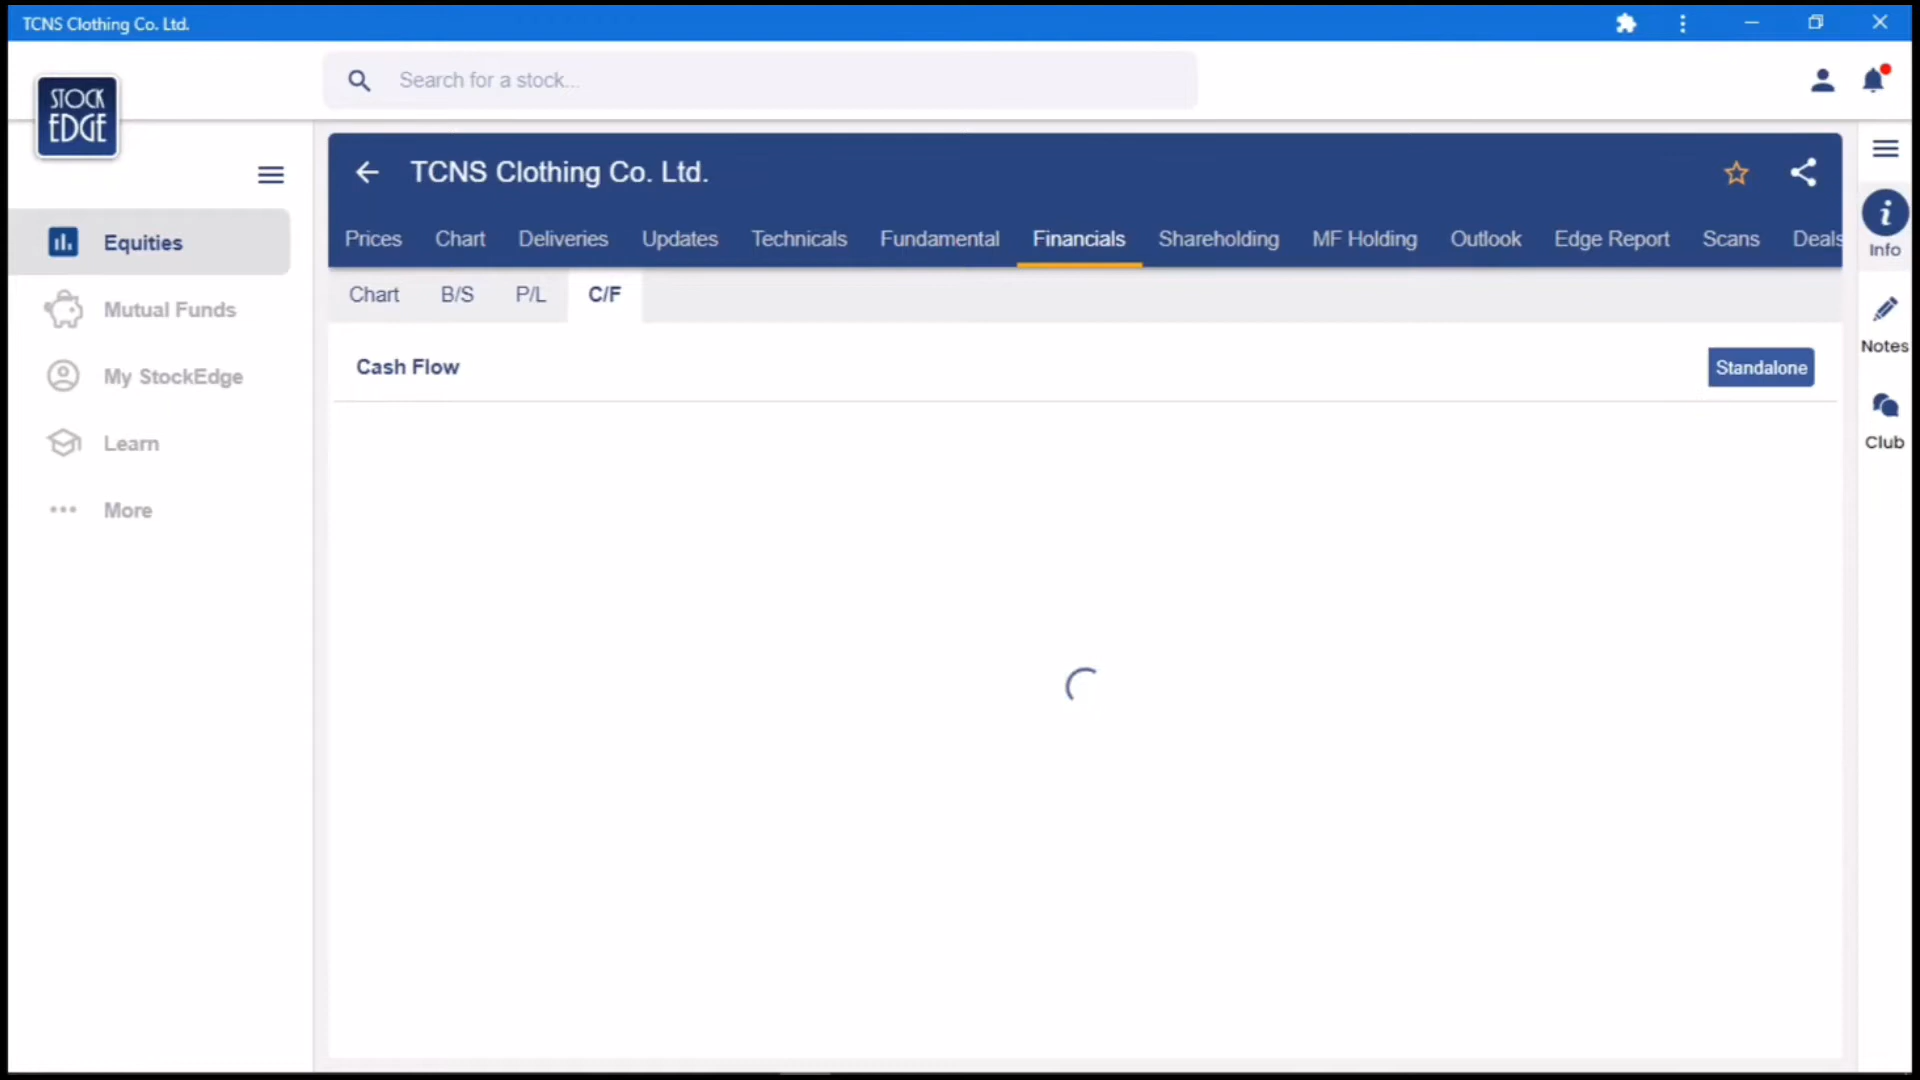 TCNS Clothing Co. Ltd.
STOCK
EDGE
Search for a stock...
TCNS Clothing Co. Ltd.
Prices Chart Deliveries Updates Technicals Fundamental Financials Shareholding MF Holding Outlook Edge Report Scans Deals
Chart B/S P/L C/F
Cash Flow
Standalone
Equities
Mutual Funds
My StockEdge
Learn
More
Info
Notes
Club